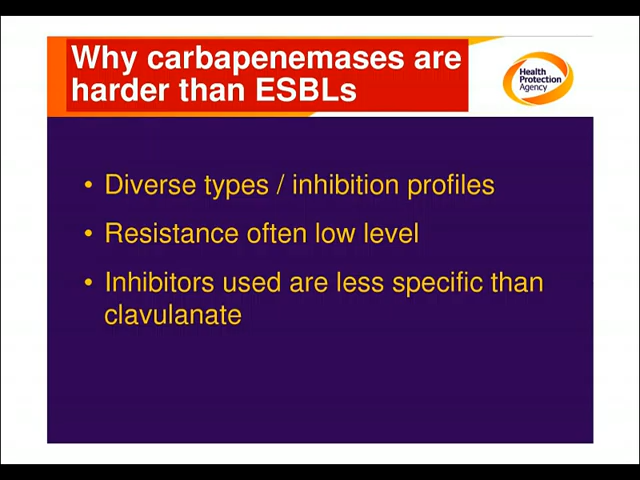 Why carbapenemases are
harder than ESBLs
Health
Protection
Agency
• Diverse types / inhibition profiles
• Resistance often low level
• Inhibitors used are less specific than
clavulanate